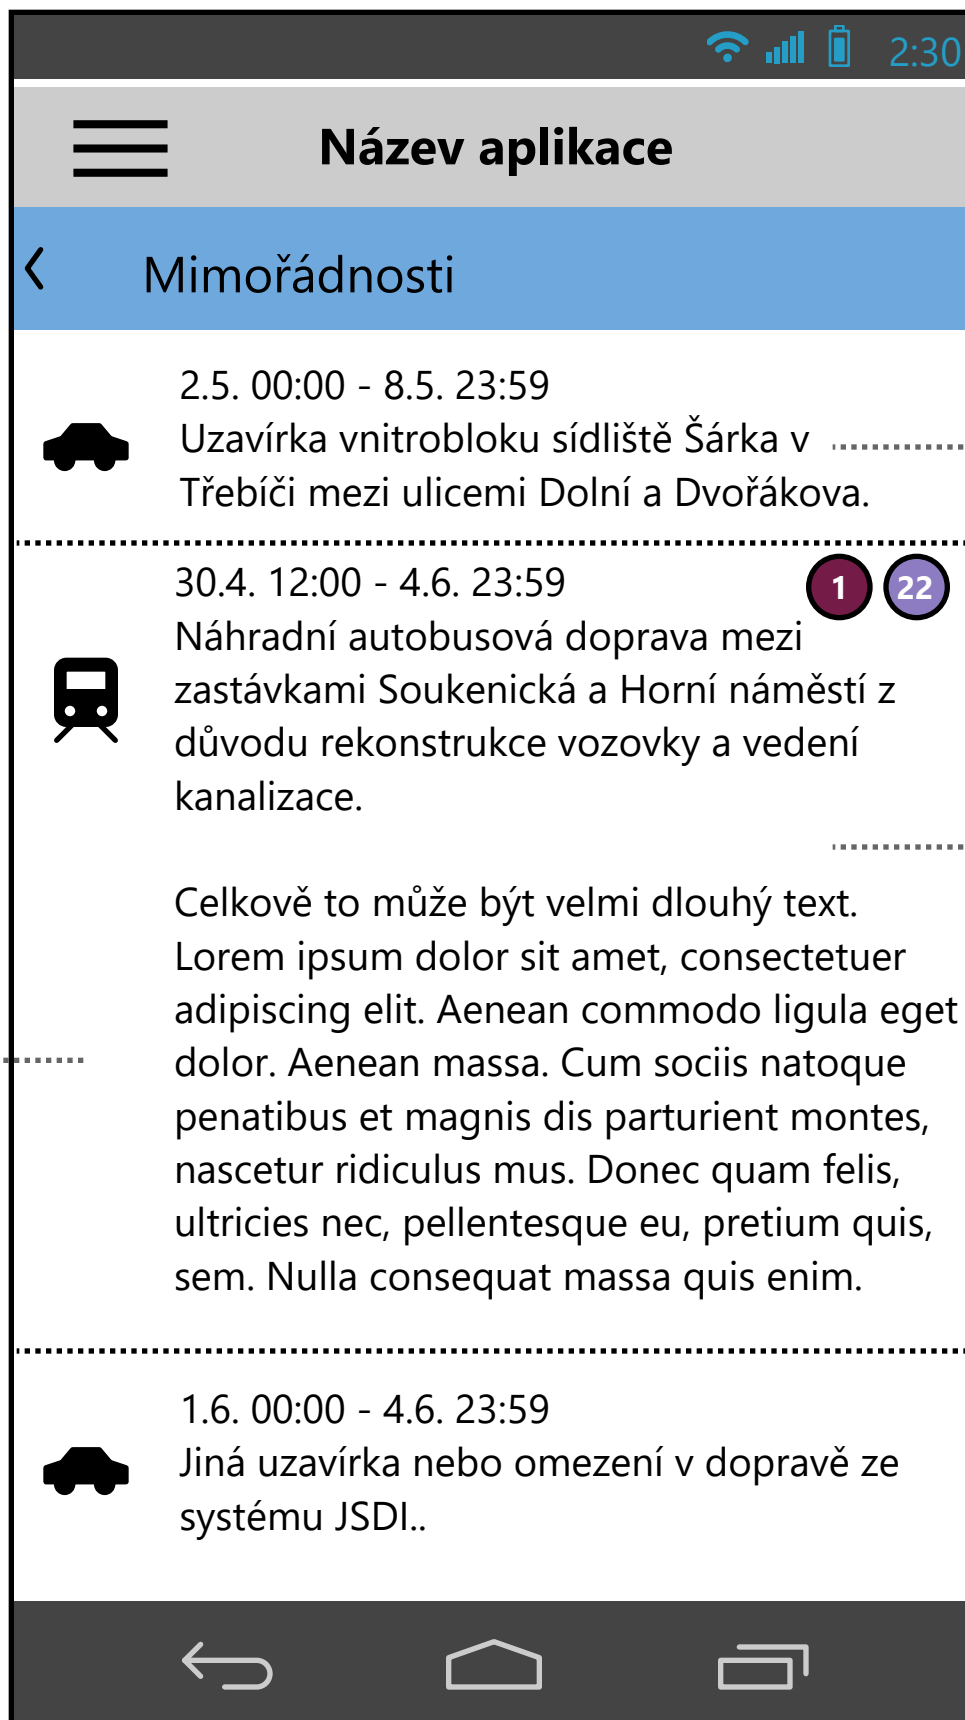 2:30
Název aplikace
Mimořádnosti
2.5. 00:00 - 8.5. 23:59
Uzavírka vnitrobloku sídliště Šárka v
Třebíči mezi ulicemi Dolní a Dvořákova.
30.4. 12:00 - 4.6. 23:59
1 22
Náhradní autobusová doprava mezi
zastávkami Soukenická a Horní náměstí z
důvodu rekonstrukce vozovky a vedení
kanalizace.
Celkově to může být velmi dlouhý text.
Lorem ipsum dolor sit amet, consectetuer
adipiscing elit. Aenean commodo ligula eget
dolor. Aenean massa. Cum sociis natoque
penatibus et magnis dis parturient montes,
nascetur ridiculus mus. Donec quam felis,
ultricies nec, pellentesque eu, pretium quis,
sem. Nulla consequat massa quis enim.
1.6. 00:00 - 4.6. 23:59
Jiná uzavírka nebo omezení v dopravě ze
systému JSDI..